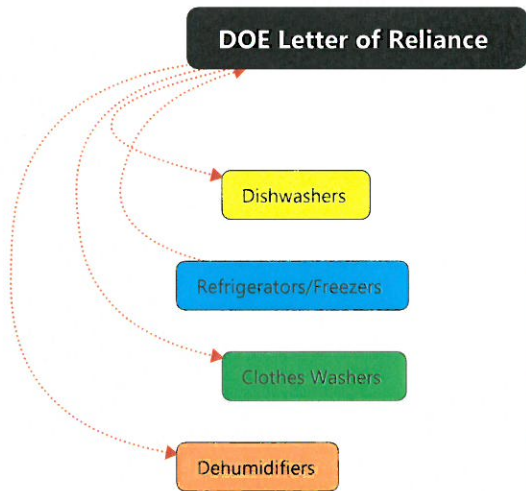 DOE Letter of Reliance
Dishwashers
Refrigerators/Freezers
Clothes Washers
Dehumidifiers